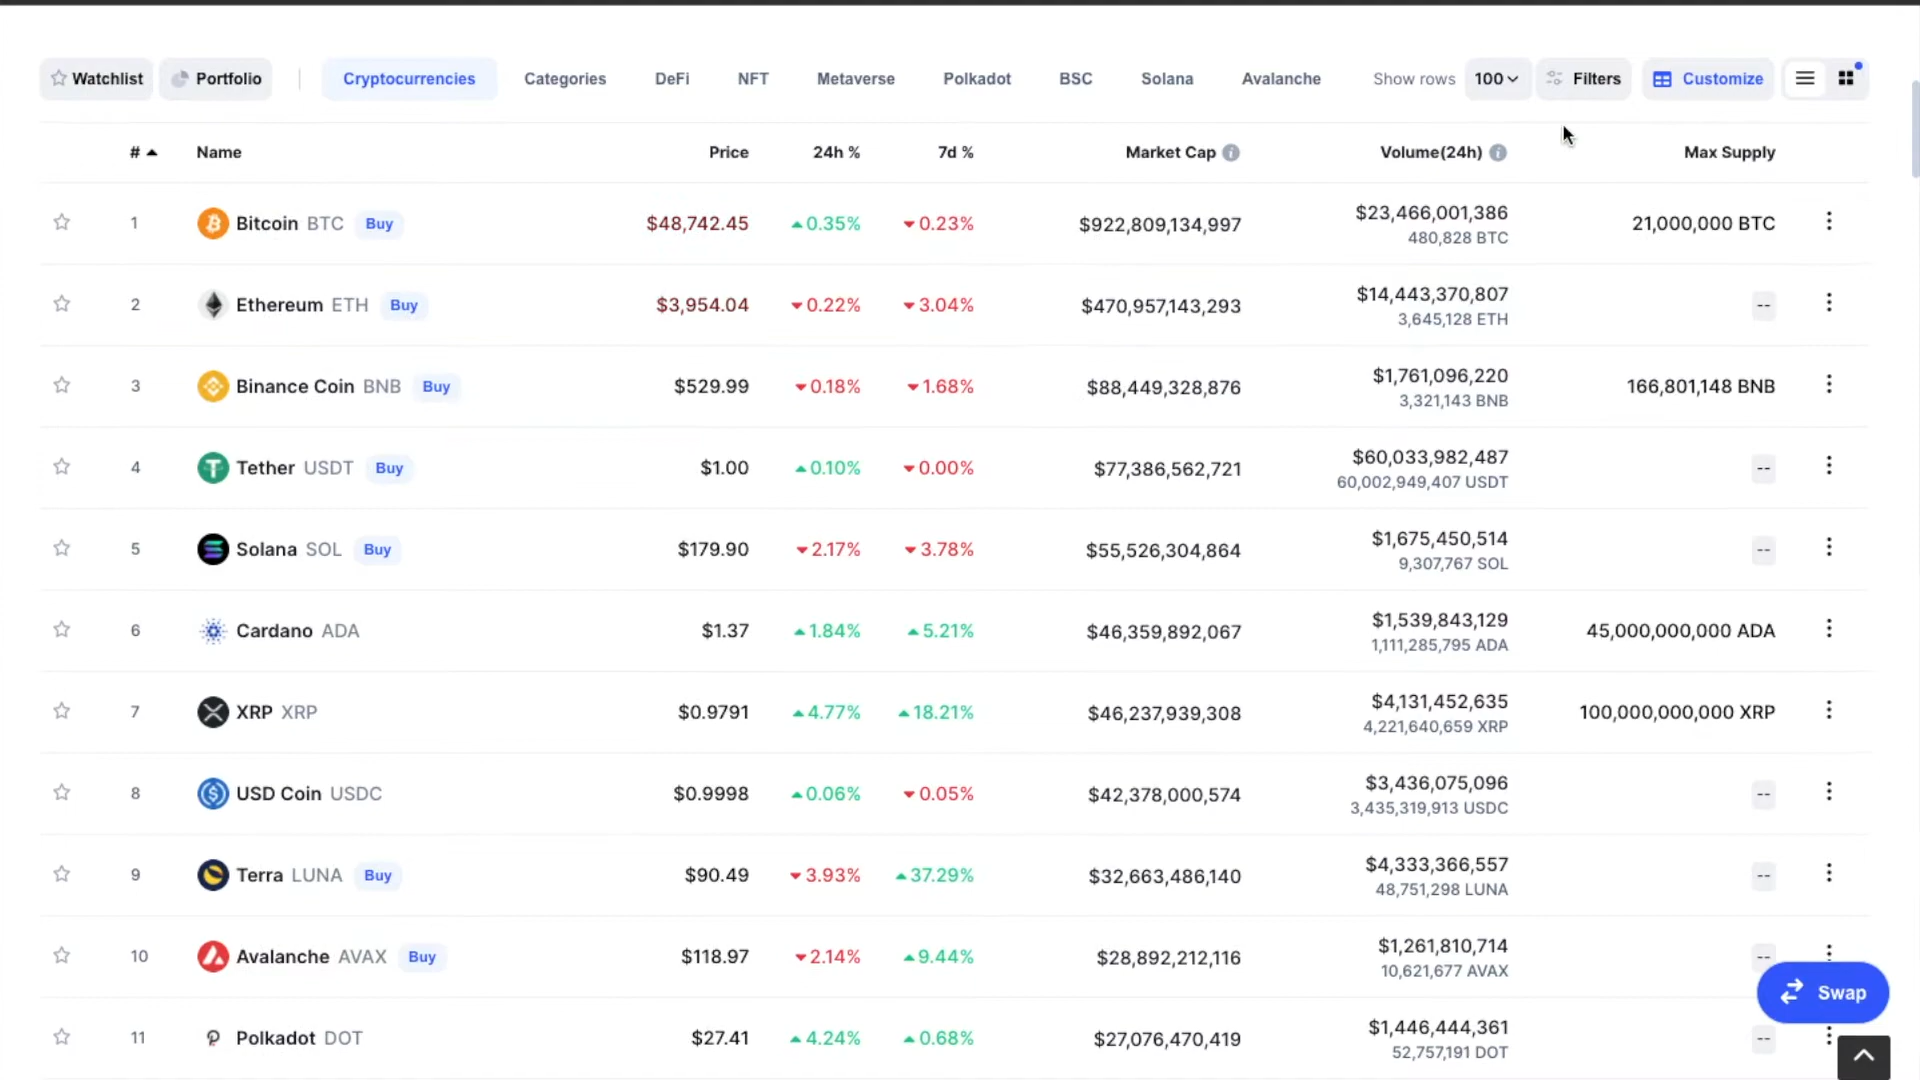 Watchlist Portfolio Cryptocurrencies Categories DeFi NFT Metaverse Polkadot BSC Solana Avalanche Show rows 100 Filters Customize
# Name Price 24h % 7d % Market Cap Volume(24h) Max Supply
1 Bitcoin BTC Buy $48,742.45 0.35% 0.23% $922,809,134,997 $23,466,001,386 21,000,000 BTC
480,828 BTC
2 Ethereum ETH Buy $3,954.04 0.22% 3.04% $470,957,143,293 $14,443,370,807 --
3,645,128 ETH
3 Binance Coin BNB Buy $529.99 0.18% 1.68% $88,449,328,876 $1,761,096,220 166,801,148 BNB
3,321,143 BNB
4 Tether USDT Buy $1.00 0.10% 0.00% $77,386,562,721 $60,033,982,487 --
60,002,949,407 USDT
5 Solana SOL Buy $179.90 2.17% 3.78% $55,526,304,864 $1,675,450,514 --
9,307,767 SOL
6 Cardano ADA $1.37 1.84% 5.21% $46,359,892,067 $1,539,843,129 45,000,000,000 ADA
1,111,285,795 ADA
7 XRP XRP $0.9791 4.77% 18.21% $46,237,939,308 $4,131,452,635 100,000,000,000 XRP
4,221,640,659 XRP
8 USD Coin USDC $0.9998 0.06% 0.05% $42,378,000,574 $3,436,075,096 --
3,435,319,913 USDC
9 Terra LUNA Buy $90.49 3.93% 37.29% $32,663,486,140 $4,333,366,557 --
48,751,298 LUNA
10 Avalanche AVAX Buy $118.97 2.14% 9.44% $28,892,212,116 $1,261,810,714 --
10,621,677 AVAX
Swap
11 Polkadot DOT $27.41 4.24% 0.68% $27,076,470,419 $1,446,444,361 --
52,757,191 DOT